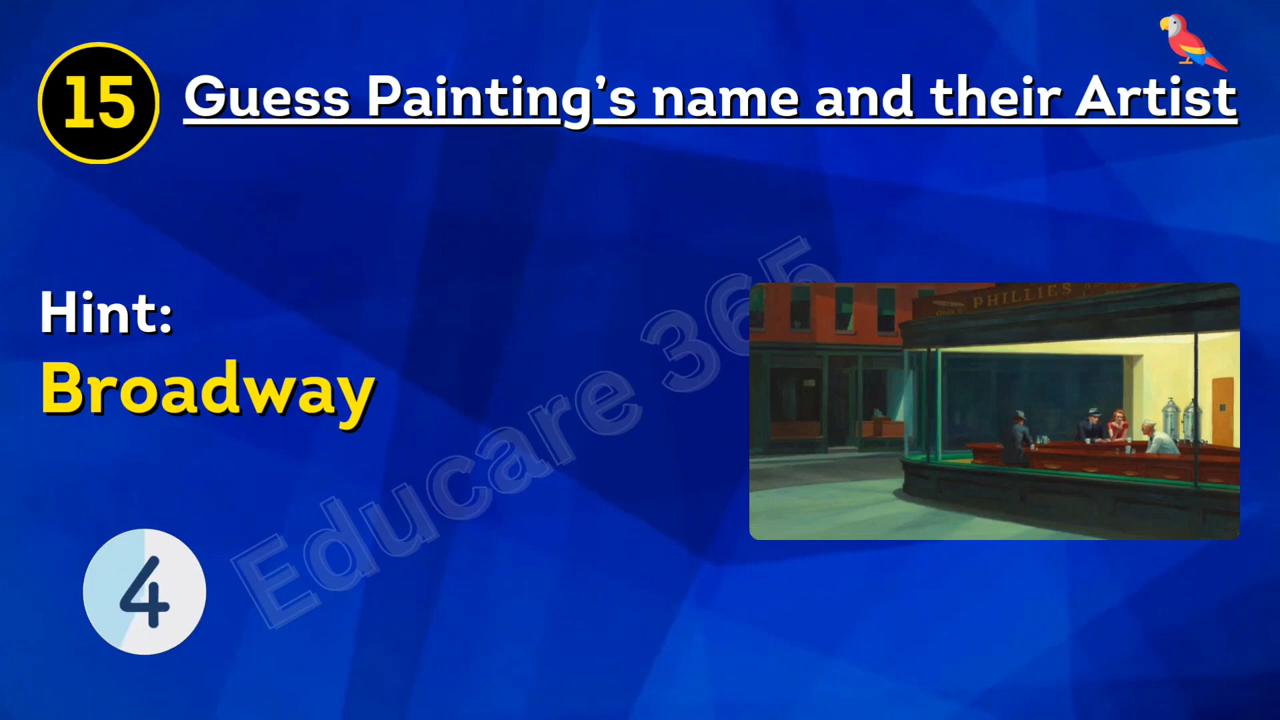 15
Guess Painting’s name and their Artist
Hint:
Broadway
Educare 365
PHILLIES
4